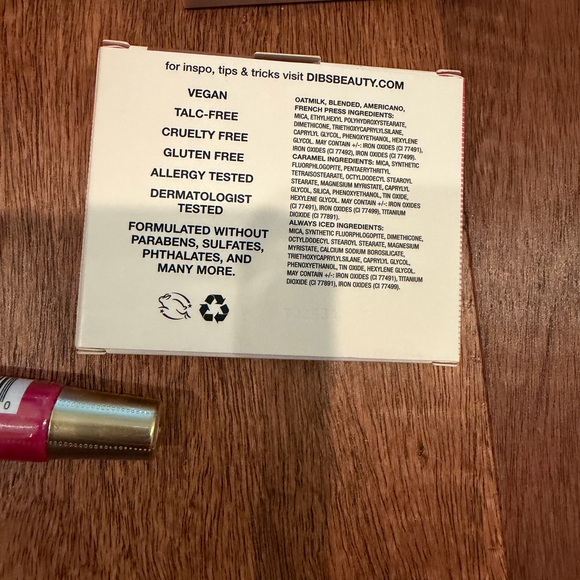 for inspo, tips & tricks visit DIBSBEAUTY.COM
VEGAN
TALC-FREE
CRUELTY FREE
GLUTEN FREE
ALLERGY TESTED
DERMATOLOGIST
TESTED
FORMULATED WITHOUT
PARABENS, SULFATES,
PHTHALATES, AND
MANY MORE.
OATMILK, BLENDED, AMERICANO,
FRENCH PRESS INGREDIENTS:
MICA, ETHYLHEXYL POLYHYDROXYSTEARATE,
DIMETHICONE, TRIETHOXYCAPRYLYLSILANE,
CAPRYLYL GLYCOL, PHENOXYETHANOL, HEXYLENE
GLYCOL. MAY CONTAIN +/-: IRON OXIDES (CI 77491),
IRON OXIDES (CI 77492), IRON OXIDES (CI 77499).
CARAMEL INGREDIENTS: MICA, SYNTHETIC
FLUORPHLOGOPITE, PENTAERYTHRITYL
TETRAISOSTEARATE, OCTYLDODECYL STEAROYL
STEARATE, MAGNESIUM MYRISTATE, CAPRYLYL
GLYCOL, SILICA, PHENOXYETHANOL, TIN OXIDE,
HEXYLENE GLYCOL. MAY CONTAIN +/-: IRON OXIDES
(CI 77491), IRON OXIDES (CI 77499), TITANIUM
DIOXIDE (CI 77891).
ALWAYS ICED INGREDIENTS:
MICA, SYNTHETIC FLUORPHLOGOPITE, DIMETHICONE,
OCTYLDODECYL STEAROYL STEARATE, MAGNESIUM
MYRISTATE, CALCIUM SODIUM BOROSILICATE,
TRIETHOXYCAPRYLYLSILANE, CAPRYLYL GLYCOL,
PHENOXYETHANOL, TIN OXIDE, HEXYLENE GLYCOL.
MAY CONTAIN +/-: IRON OXIDES (CI 77491), TITANIUM
DIOXIDE (CI 77891), IRON OXIDES (CI 77499).
0